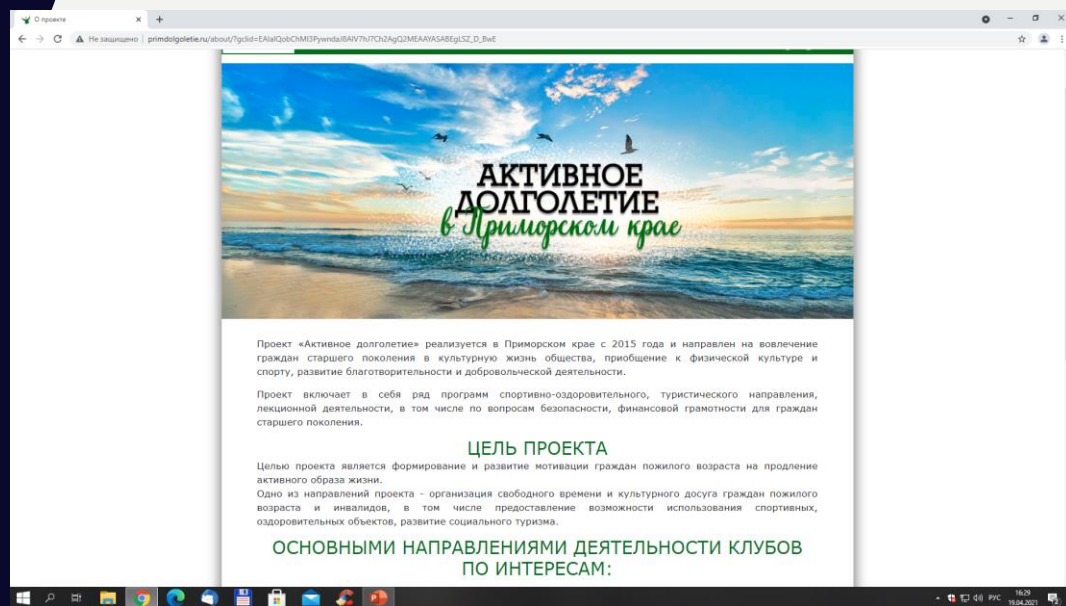 О проекте
Не защищено | primdolgoletie.ru/about/?gclid=EAIaIQobChMI3PywndaJ8AIV7hJ7Ch2AgQ2MEAAYASABEgLSZ_D_BwE
АКТИВНОЕ
ДОЛГОЛЕТИЕ
в Приморском крае
Проект «Активное долголетие» реализуется в Приморском крае с 2015 года и направлен на вовлечение
граждан старшего поколения в культурную жизнь общества, приобщение к физической культуре и
спорту, развитие благотворительности и добровольческой деятельности.
Проект включает в себя ряд программ спортивно-оздоровительного, туристического направления,
лекционной деятельности, в том числе по вопросам безопасности, финансовой грамотности для граждан
старшего поколения.
ЦЕЛЬ ПРОЕКТА
Целью проекта является формирование и развитие мотивации граждан пожилого возраста на продление
активного образа жизни.
Одно из направлений проекта - организация свободного времени и культурного досуга граждан пожилого
возраста и инвалидов, в том числе предоставление возможности использования спортивных,
оздоровительных объектов, развитие социального туризма.
ОСНОВНЫМИ НАПРАВЛЕНИЯМИ ДЕЯТЕЛЬНОСТИ КЛУБОВ
ПО ИНТЕРЕСАМ:
РУС
16:29
19.04.2021